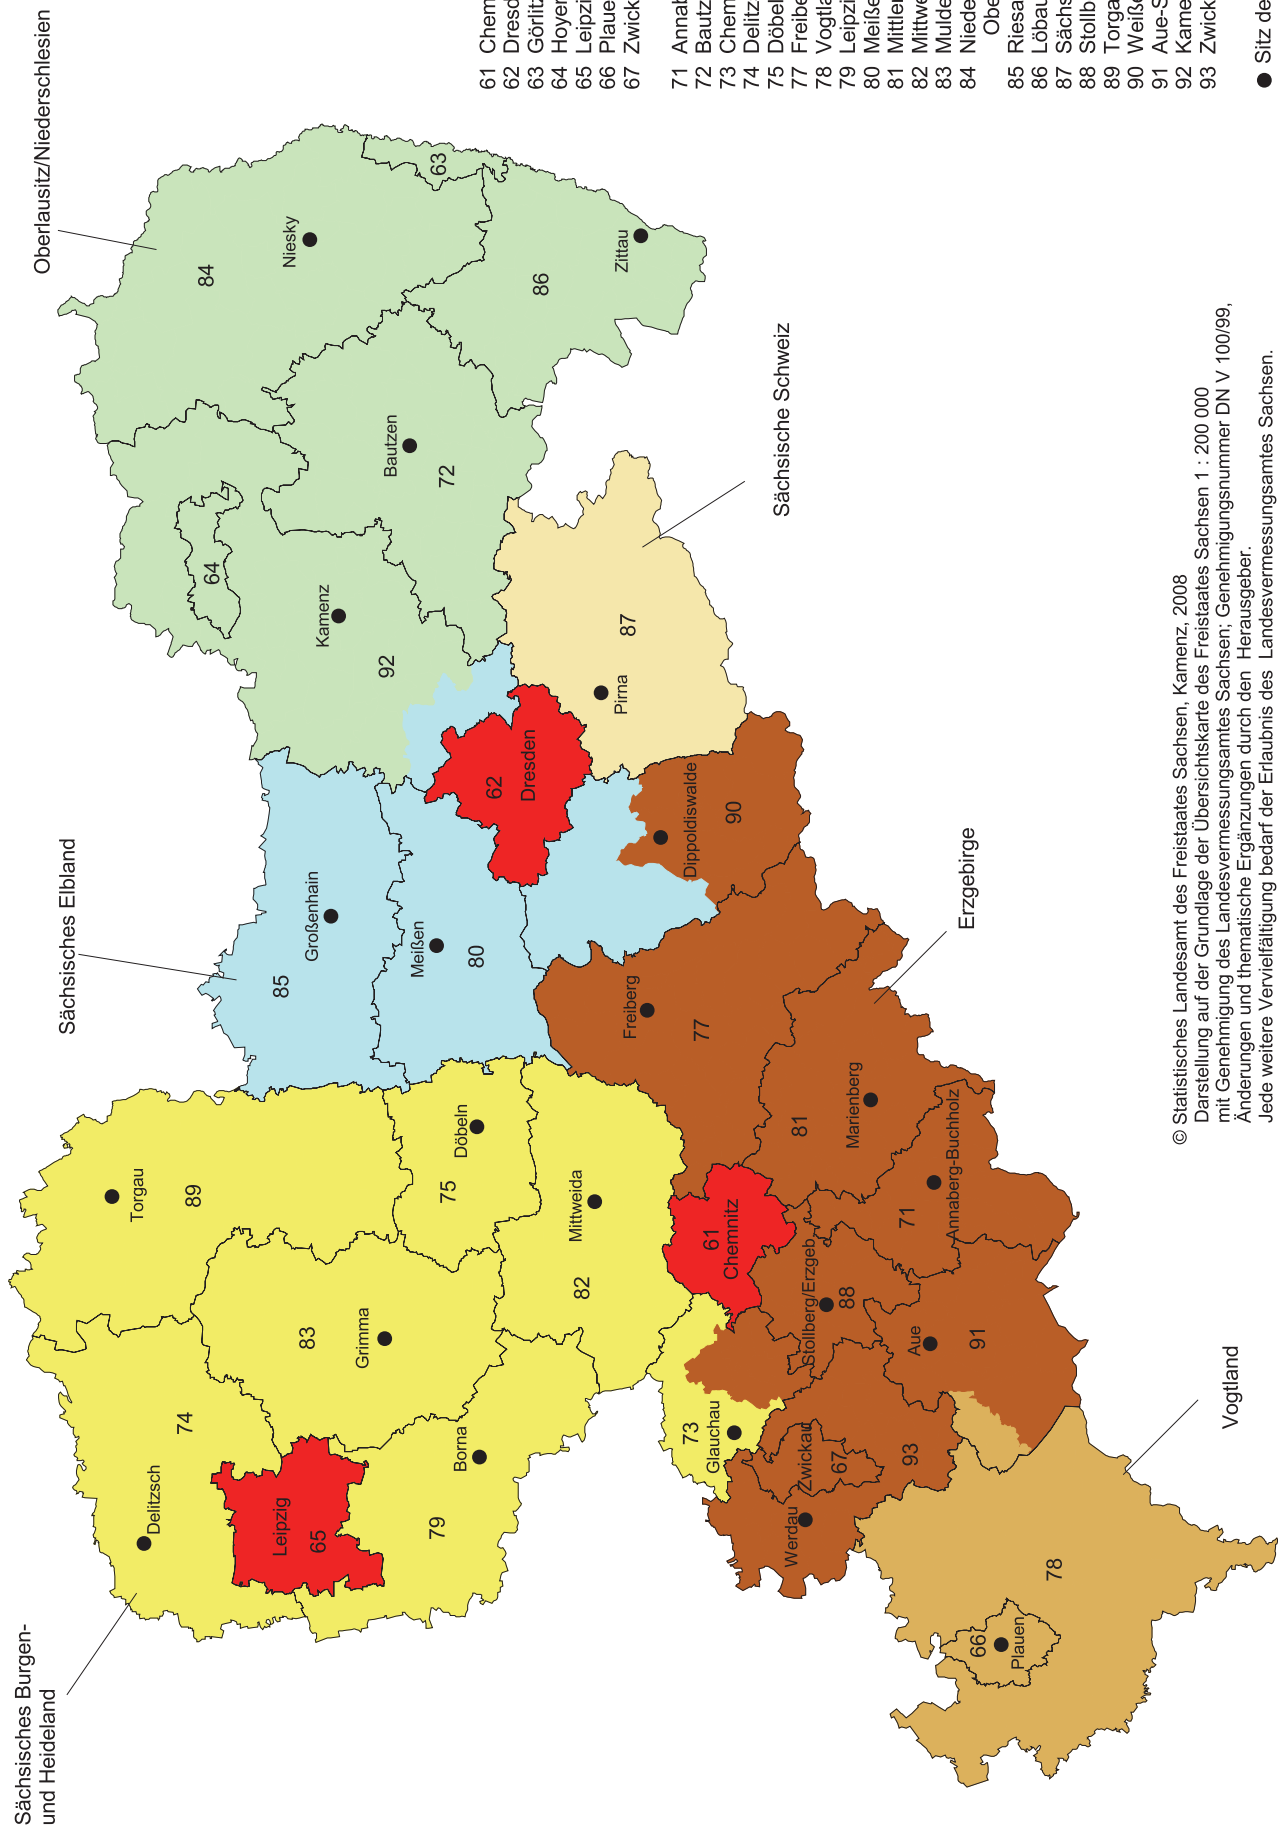 Sächsisches Burgen-
und Heideland
Sächsisches Elbland
Oberlausitz/Niederschlesien
Sächsische Schweiz
Erzgebirge
Vogtland
Delitzsch
74
Leipzig
65
79
Borna
83
Grimma
Torgau
89
75
Döbeln
82
Mittweida
73
Glauchau
85
Großenhain
Meißen
80
62
Dresden
64
Kamenz
92
Bautzen
72
84
Niesky
63
86
Zittau
87
Pirna
Dippoldiswalde
90
Freiberg
77
81
Marienberg
61
Chemnitz
71
Annaberg-Buchholz
Stollberg/Erzgeb.
88
Aue
91
Zwickau
67
93
Werdau
78
66
Plauen
61 Chem
62 Dresd
63 Görlitz
64 Hoyer
65 Leipzi
66 Plaue
67 Zwick
71 Annab
72 Bautz
73 Chem
74 Delitz
75 Döbel
77 Freibe
78 Vogtla
79 Leipzi
80 Meiße
81 Mittler
82 Mittwe
83 Mulde
84 Niede
Obe
85 Riesa
86 Löbau
87 Sächs
88 Stollb
89 Torga
90 Weiße
91 Aue-S
92 Kame
93 Zwick
● Sitz de
© Statistisches Landesamt des Freistaates Sachsen, Kamenz, 2008
Darstellung auf der Grundlage der Übersichtskarte des Freistaates Sachsen 1 : 200 000
mit Genehmigung des Landesvermessungsamtes Sachsen; Genehmigungsnummer DN V 100/99,
Änderungen und thematische Ergänzungen durch den Herausgeber.
Jede weitere Vervielfältigung bedarf der Erlaubnis des Landesvermessungsamtes Sachsen.